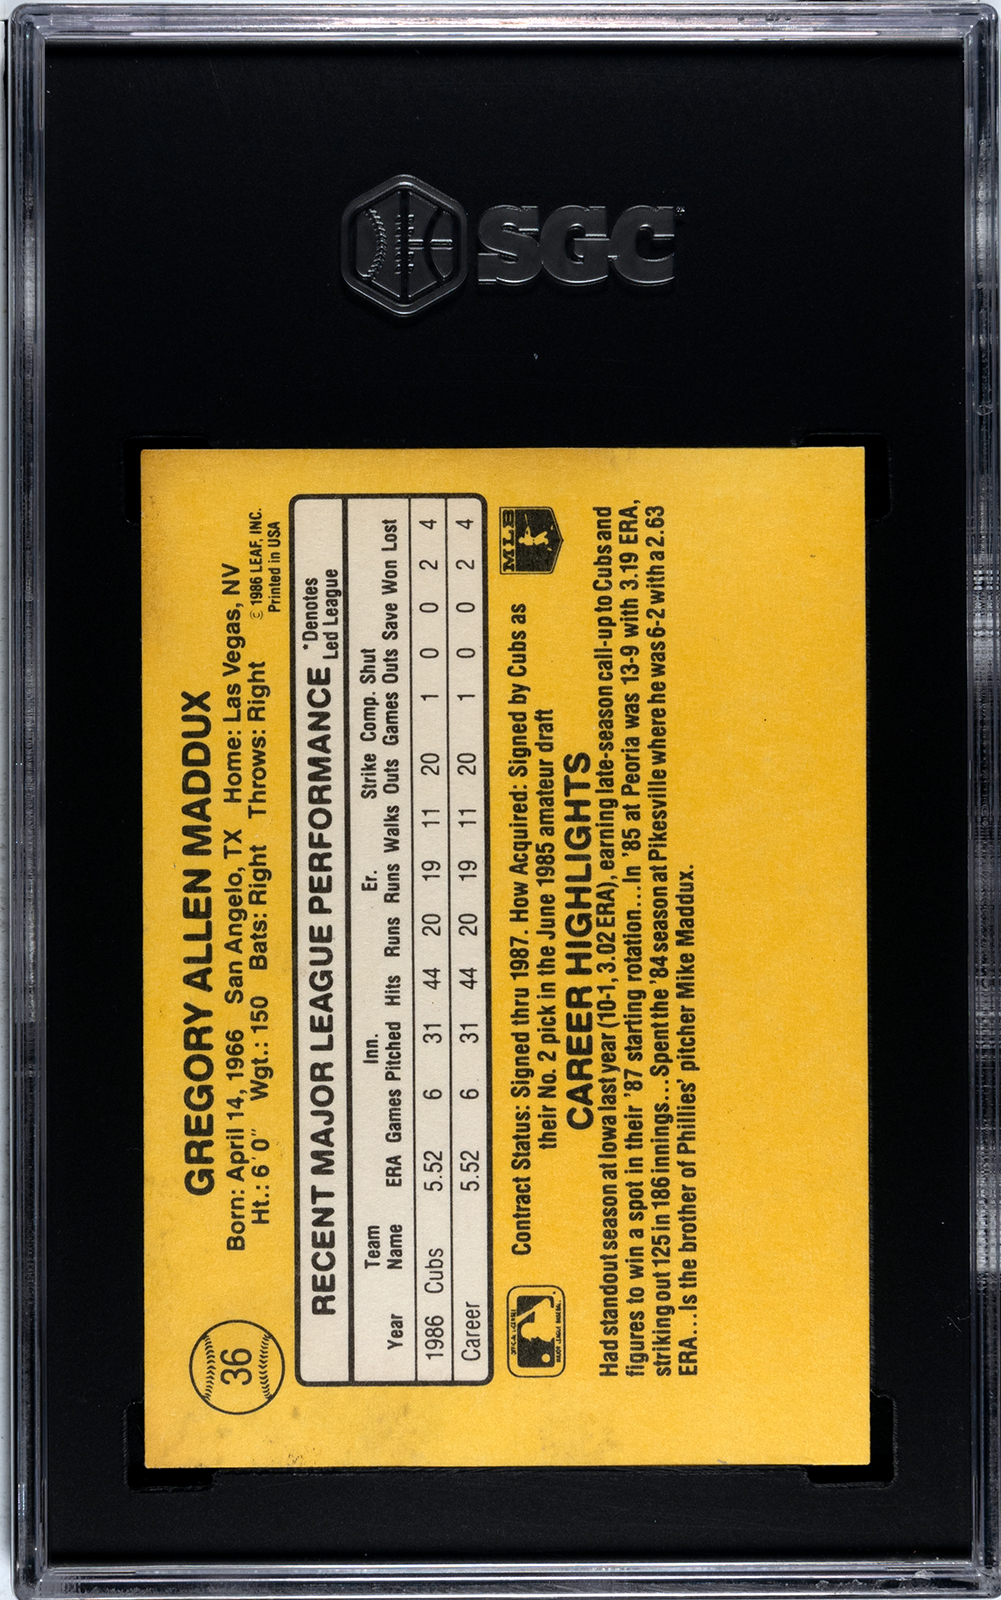 SGC
36
GREGORY ALLEN MADDUX
Born: April 14, 1966 San Angelo, TX Home: Las Vegas, NV
Ht.: 6' 0" Wgt.: 150 Bats: Right Throws: Right
© 1986 LEAF, INC.
Printed in USA
RECENT MAJOR LEAGUE PERFORMANCE *Denotes Led League
Team Inn. Er. Strike Comp. Shut
Year Name ERA Games Pitched Hits Runs Runs Walks Outs Games Outs Save Won Lost
1986 Cubs 5.52 6 31 44 20 19 11 20 1 0 0 2 4
Career 5.52 6 31 44 20 19 11 20 1 0 0 2 4
MAJOR LEAGUE BASEBALL
Contract Status: Signed thru 1987. How Acquired: Signed by Cubs as
their No. 2 pick in the June 1985 amateur draft
MLB
CAREER HIGHLIGHTS
Had standout season at Iowa last year (10-1, 3.02 ERA), earning late-season call-up to Cubs and
figures to win a spot in their '87 starting rotation...In '85 at Peoria was 13-9 with 3.19 ERA,
striking out 125 in 186 innings...Spent the '84 season at Pikesville where he was 6-2 with a 2.63
ERA...Is the brother of Phillies' pitcher Mike Maddux.